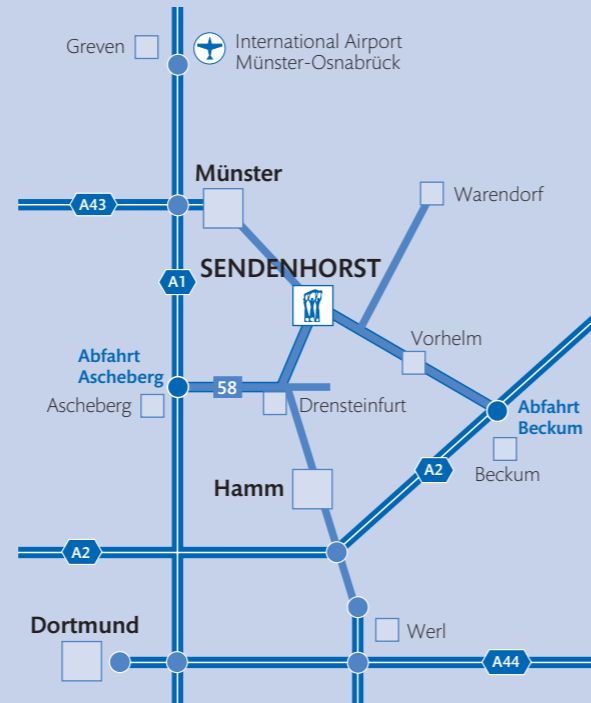 Greven
International Airport
Münster-Osnabrück
Münster
A43
Warendorf
SENDENHORST
A1
Vorhelm
Abfahrt
Ascheberg
58
Ascheberg
Drensteinfurt
Abfahrt
Beckum
A2
Beckum
Hamm
A2
Dortmund
Werl
A44